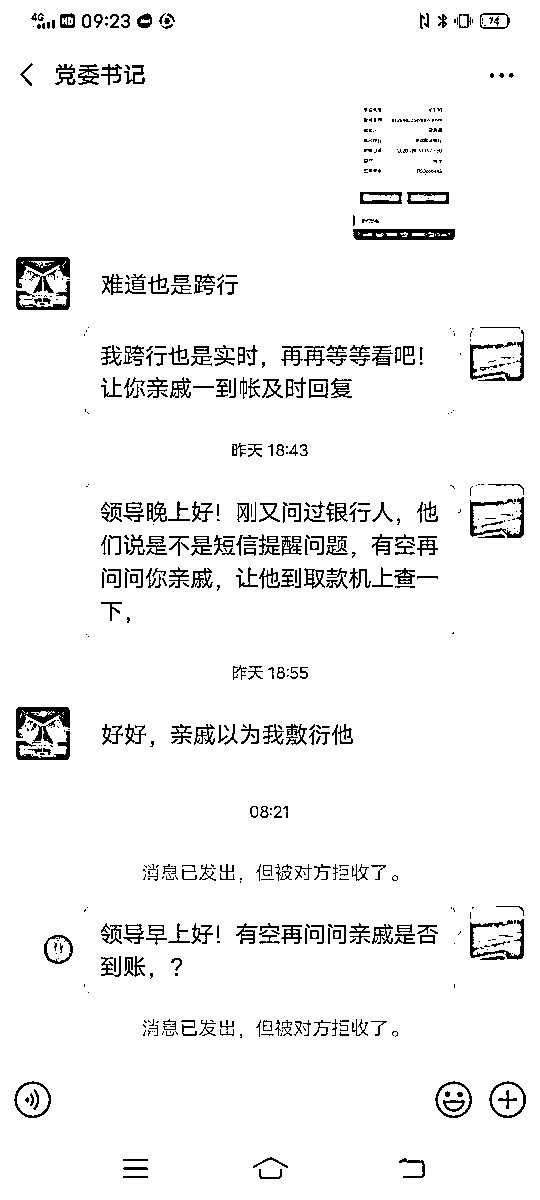 4G HD 09:23 74
党委书记
难道也是跨行
我跨行也是实时，再再等等看吧！
让你亲戚一到帐及时回复
昨天 18:43
领导晚上好！刚又问过银行人，他
们说是不是短信提醒问题，有空再
问问你亲戚，让他到取款机上查一
下，
昨天 18:55
好好，亲戚以为我敷衍他
08:21
消息已发出，但被对方拒收了。
领导早上好！有空再问问亲戚是否
到账，？
消息已发出，但被对方拒收了。